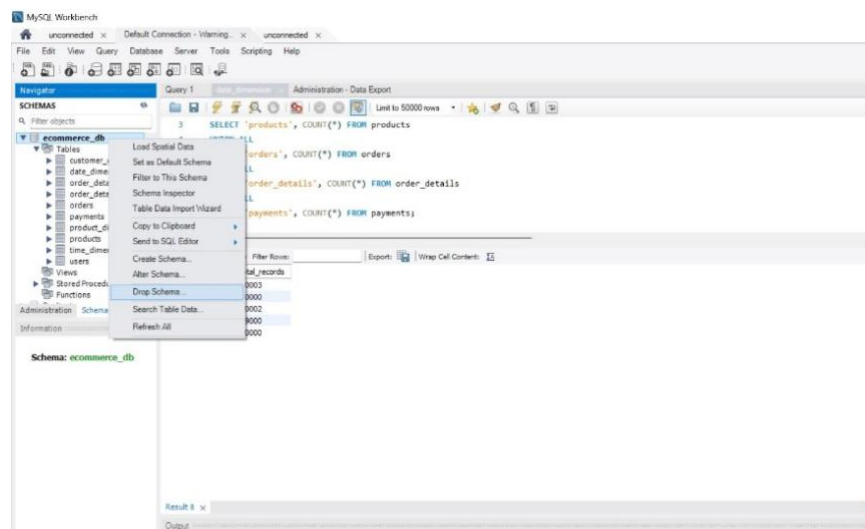 MySQL Workbench
unconnected × Default Connection - Warning... × unconnected ×
File Edit View Query Database Server Tools Scripting Help
Navigator
SCHEMAS
Filter objects
ecommerce_db
Tables
customer_
date_dime
order_deta
order_deta
orders
payments
product_di
products
time_dimer
users
Views
Stored Procedu
Functions
Administration Schema
Information
Schema: ecommerce_db
Load Spatial Data
Set as Default Schema
Filter to This Schema
Schema Inspector
Table Data Import Wizard
Copy to Clipboard
Send to SQL Editor
Create Schema...
Alter Schema...
Drop Schema...
Search Table Data...
Refresh All
Query 1 date_dimension × Administration - Data Export
Limit to 50000 rows
3 SELECT 'products', COUNT(*) FROM products
ALL
'orders', COUNT(*) FROM orders
LL
'order_details', COUNT(*) FROM order_details
LL
'payments', COUNT(*) FROM payments;
Filter Rows: Export: Wrap Cell Content:
tal_records
0003
0000
0002
9000
0000
Result 8 ×
Output